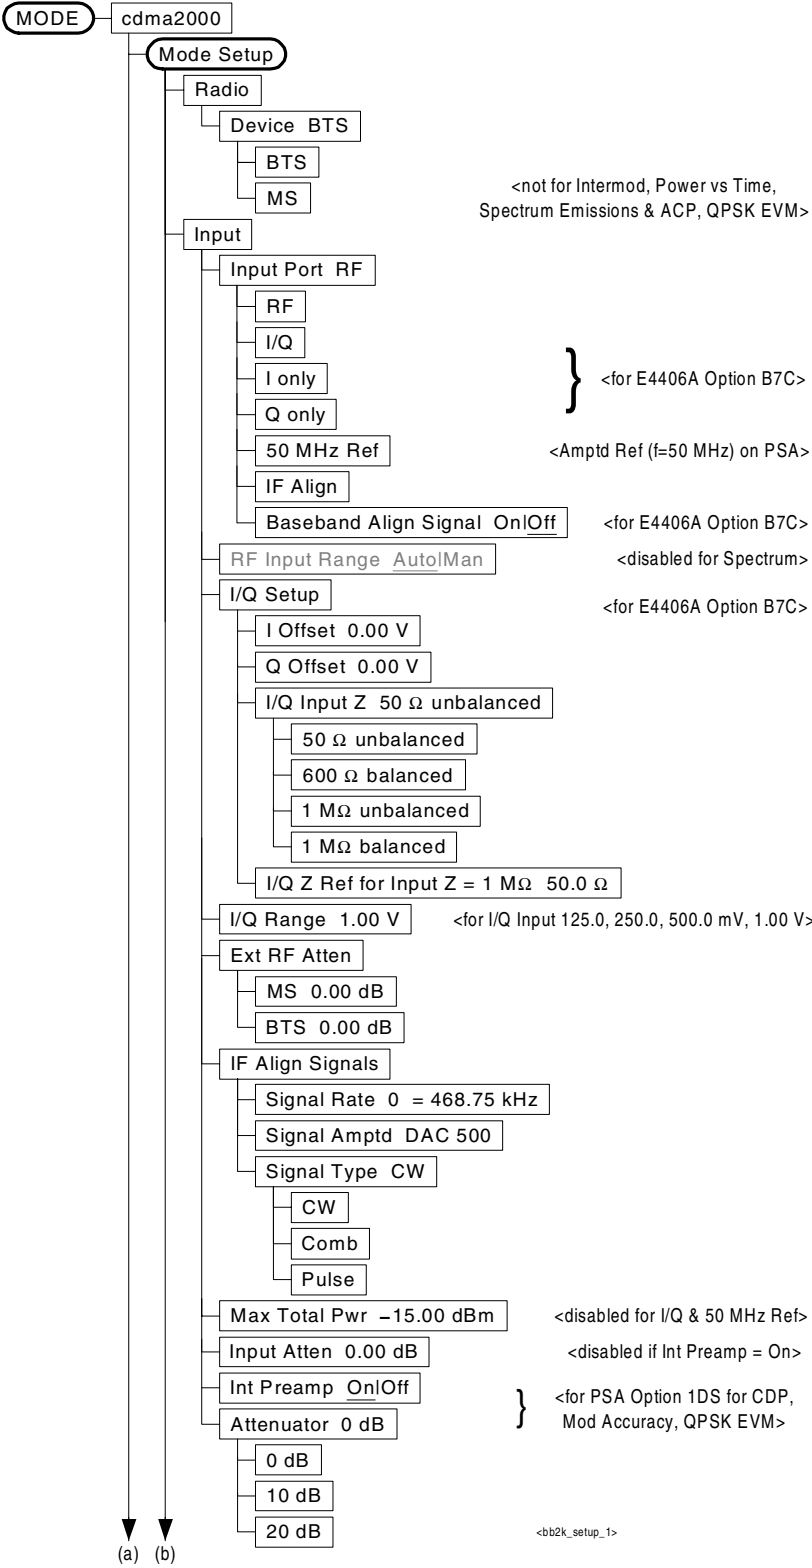 MODE cdma2000
Mode Setup
Radio
Device BTS
BTS
MS
<not for Intermod, Power vs Time,
Spectrum Emissions & ACP, QPSK EVM>
Input
Input Port RF
RF
I/Q
I only
Q only
} <for E4406A Option B7C>
50 MHz Ref <Amptd Ref (f=50 MHz) on PSA>
IF Align
Baseband Align Signal On|Off <for E4406A Option B7C>
RF Input Range Auto|Man <disabled for Spectrum>
I/Q Setup <for E4406A Option B7C>
I Offset 0.00 V
Q Offset 0.00 V
I/Q Input Z 50 Ω unbalanced
50 Ω unbalanced
600 Ω balanced
1 MΩ unbalanced
1 MΩ balanced
I/Q Z Ref for Input Z = 1 MΩ 50.0 Ω
I/Q Range 1.00 V <for I/Q Input 125.0, 250.0, 500.0 mV, 1.00 V>
Ext RF Atten
MS 0.00 dB
BTS 0.00 dB
IF Align Signals
Signal Rate 0 = 468.75 kHz
Signal Amptd DAC 500
Signal Type CW
CW
Comb
Pulse
Max Total Pwr –15.00 dBm <disabled for I/Q & 50 MHz Ref>
Input Atten 0.00 dB <disabled if Int Preamp = On>
Int Preamp On|Off
Attenuator 0 dB
} <for PSA Option 1DS for CDP,
Mod Accuracy, QPSK EVM>
0 dB
10 dB
20 dB
<bb2k_setup_1>
(a) (b)